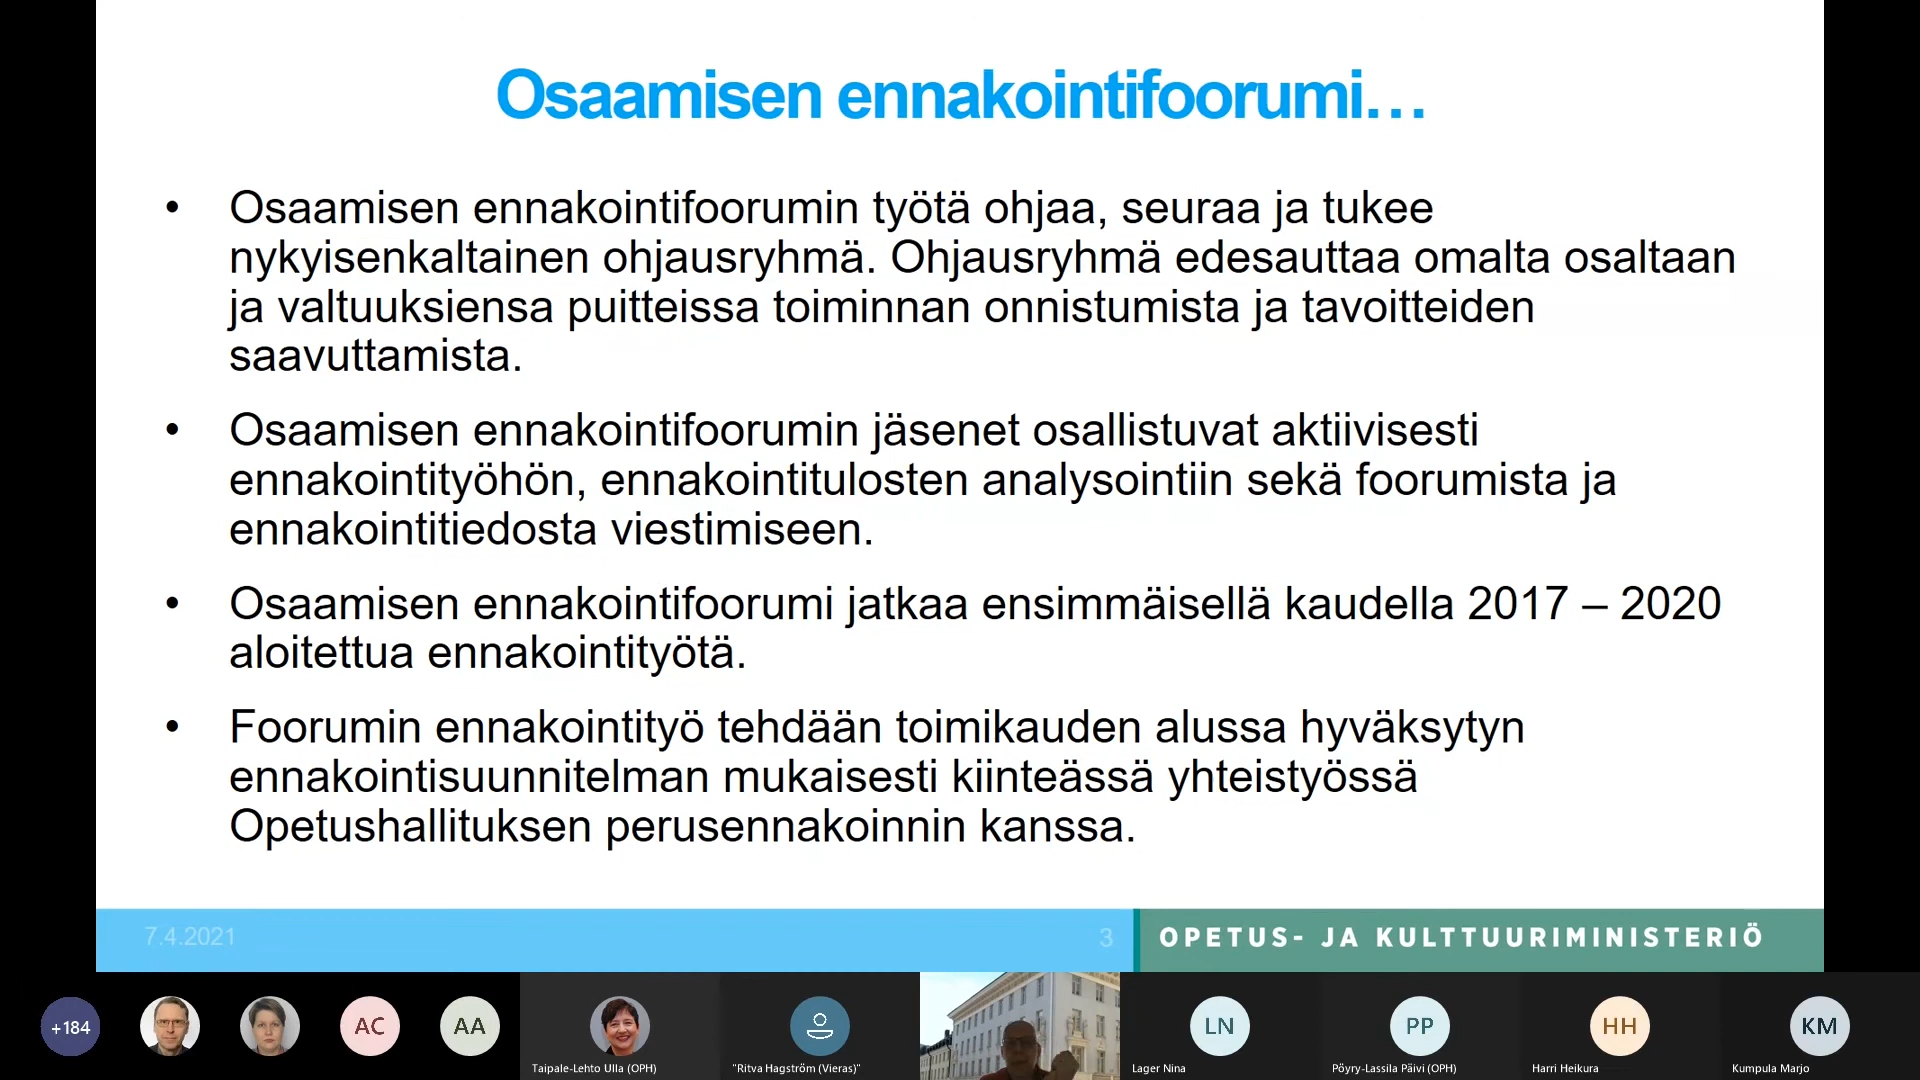 Osaamisen ennakointifoorumi…
• Osaamisen ennakointifoorumin työtä ohjaa, seuraa ja tukee
nykyisenkaltainen ohjausryhmä. Ohjausryhmä edesauttaa omalta osaltaan
ja valtuuksiensa puitteissa toiminnan onnistumista ja tavoitteiden
saavuttamista.
• Osaamisen ennakointifoorumin jäsenet osallistuvat aktiivisesti
ennakointityöhön, ennakointitulosten analysointiin sekä foorumista ja
ennakointitiedosta viestimiseen.
• Osaamisen ennakointifoorumi jatkaa ensimmäisellä kaudella 2017 – 2020
aloitettua ennakointityötä.
• Foorumin ennakointityö tehdään toimikauden alussa hyväksytyn
ennakointisuunnitelman mukaisesti kiinteässä yhteistyössä
Opetushallituksen perusennakoinnin kanssa.
7.4.2021
3
OPETUS- JA KULTTUURIMINISTERIÖ
+184
AC
AA
Taipale-Lehto Ulla (OPH)
"Ritva Hagström (Vieras)"
LN
Lager Nina
PP
Pöyry-Lassila Päivi (OPH)
HH
Harri Heikura
KM
Kumpula Marjo